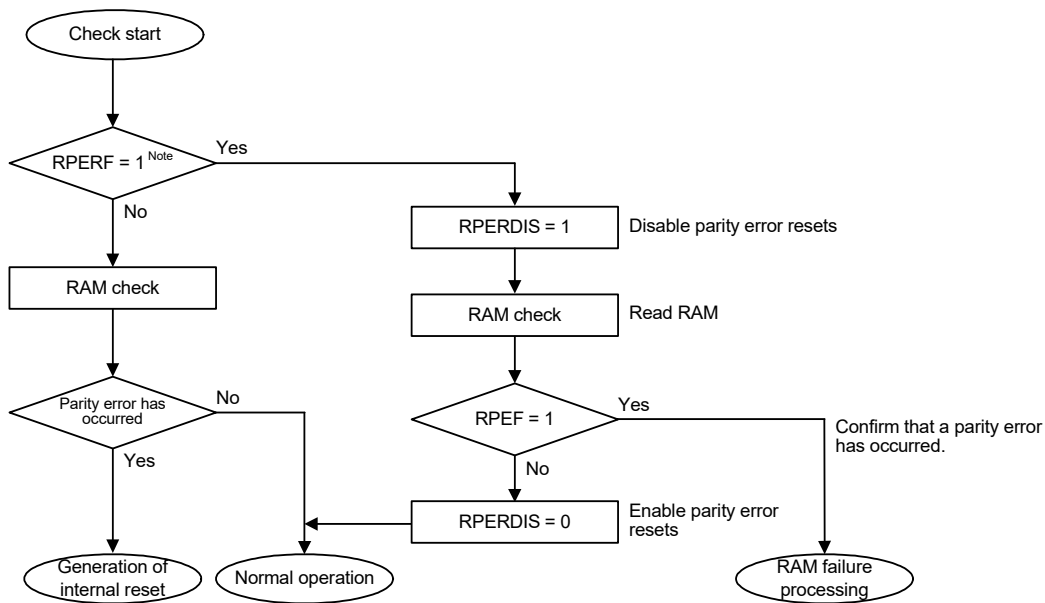 Check start
RPERF = 1 Note
Yes
No
RPERDIS = 1
Disable parity error resets
RAM check
RAM check
Read RAM
Parity error has
occurred
No
Yes
RPEF = 1
Yes
No
Confirm that a parity error
has occurred.
RPERDIS = 0
Enable parity error
resets
Generation of
internal reset
Normal operation
RAM failure
processing